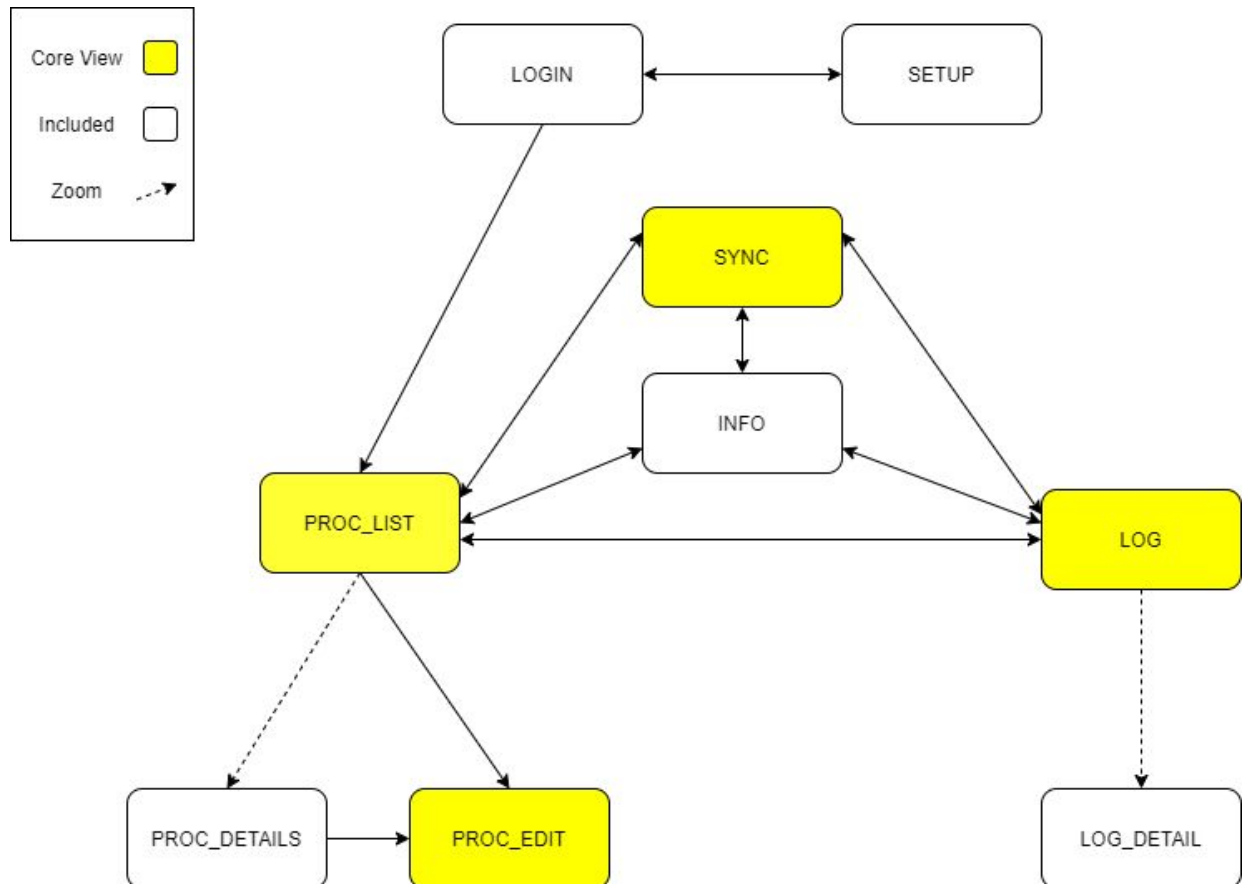 Core View
Included
Zoom
LOGIN
SETUP
SYNC
INFO
PROC_LIST
LOG
PROC_DETAILS
PROC_EDIT
LOG_DETAIL